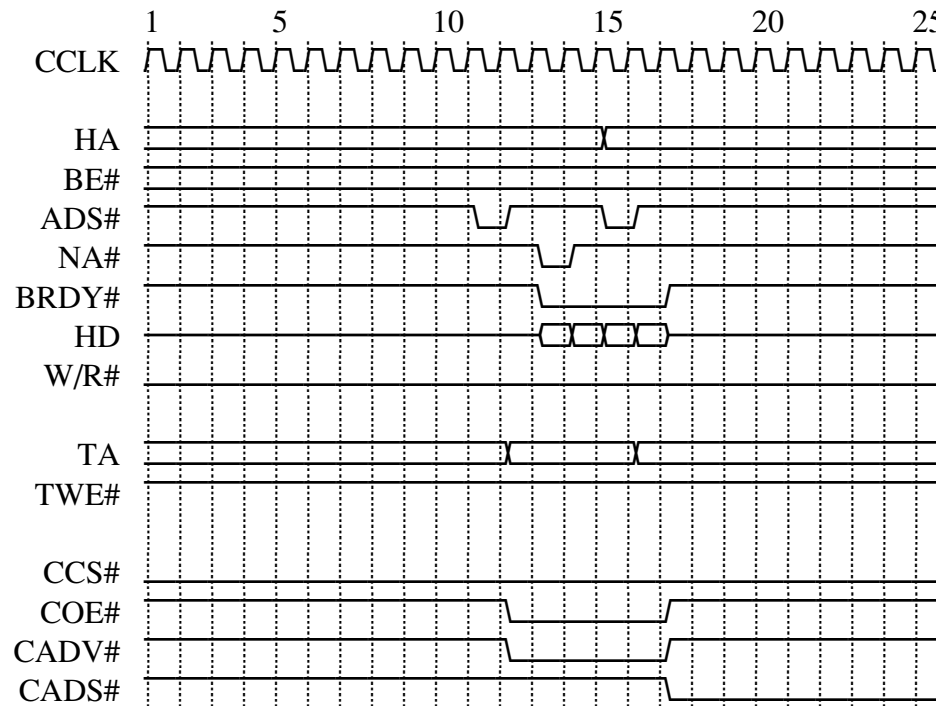 1 5 10 15 20 25
CCLK
HA
BE#
ADS#
NA#
BRDY#
HD
W/R#
TA
TWE#
CCS#
COE#
CADV#
CADS#